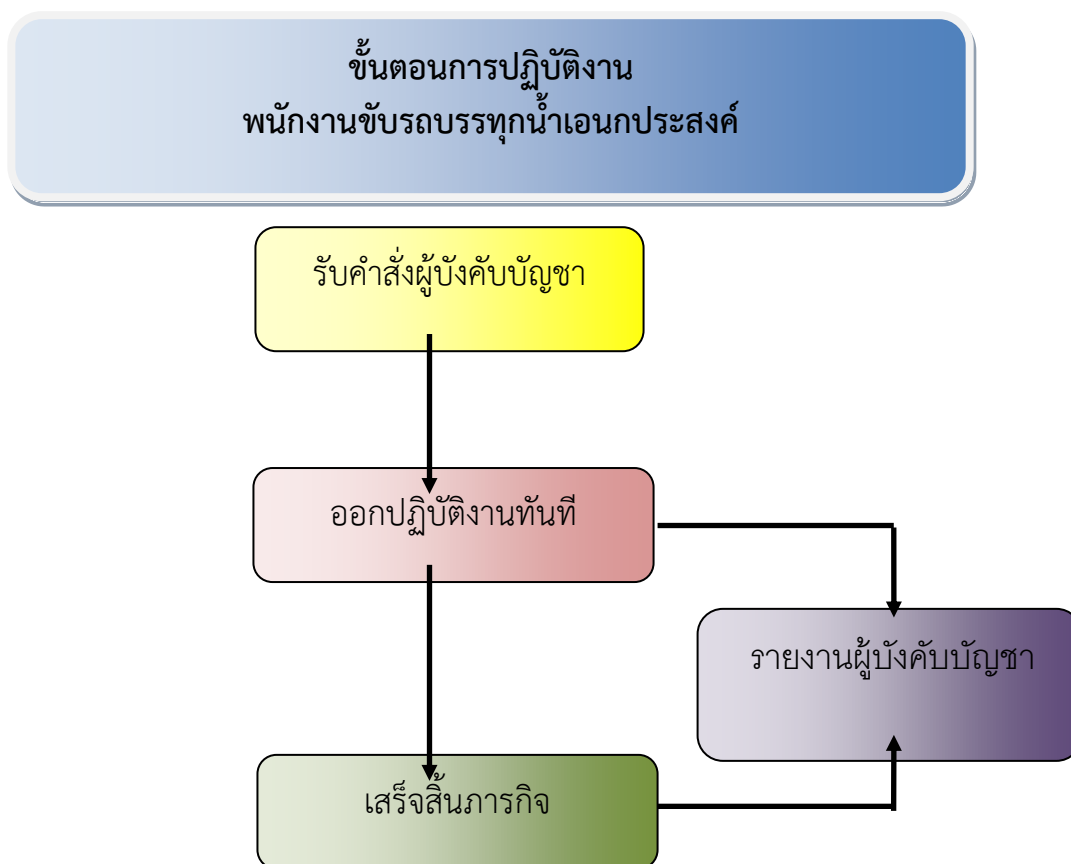 ขั้นตอนการปฏิบัติงาน
พนักงานขับรถบรรทุกน้ำเอนกประสงค์
รับคำสั่งผู้บังคับบัญชา
ออกปฏิบัติงานทันที
รายงานผู้บังคับบัญชา
เสร็จสิ้นภารกิจ